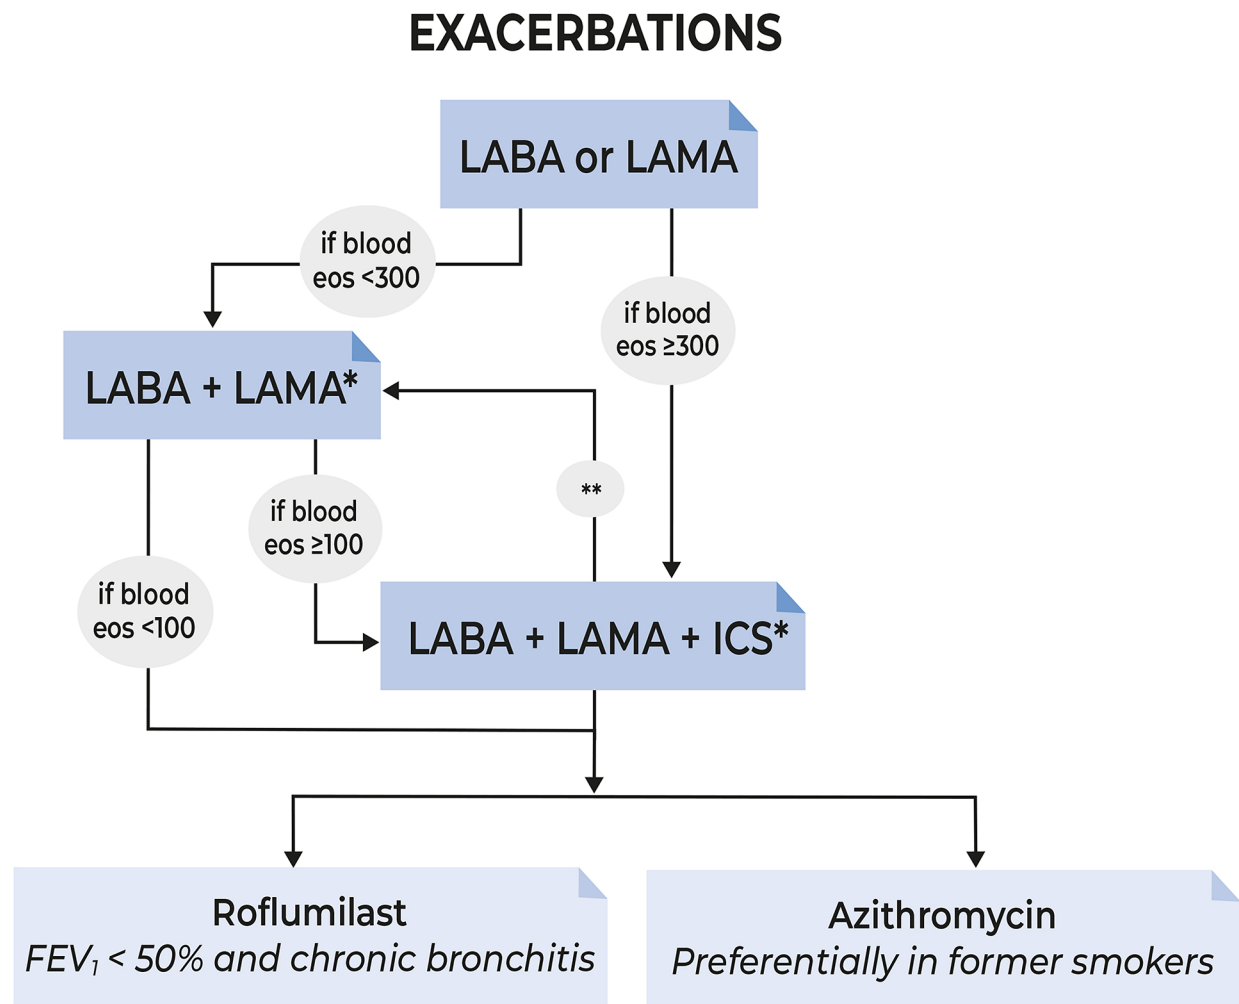 EXACERBATIONS
LABA or LAMA
if blood
eos <300
if blood
eos ≥300
LABA + LAMA*
**
if blood
eos ≥100
if blood
eos <100
LABA + LAMA + ICS*
Roflumilast
FEV₁ < 50% and chronic bronchitis
Azithromycin
Preferentially in former smokers